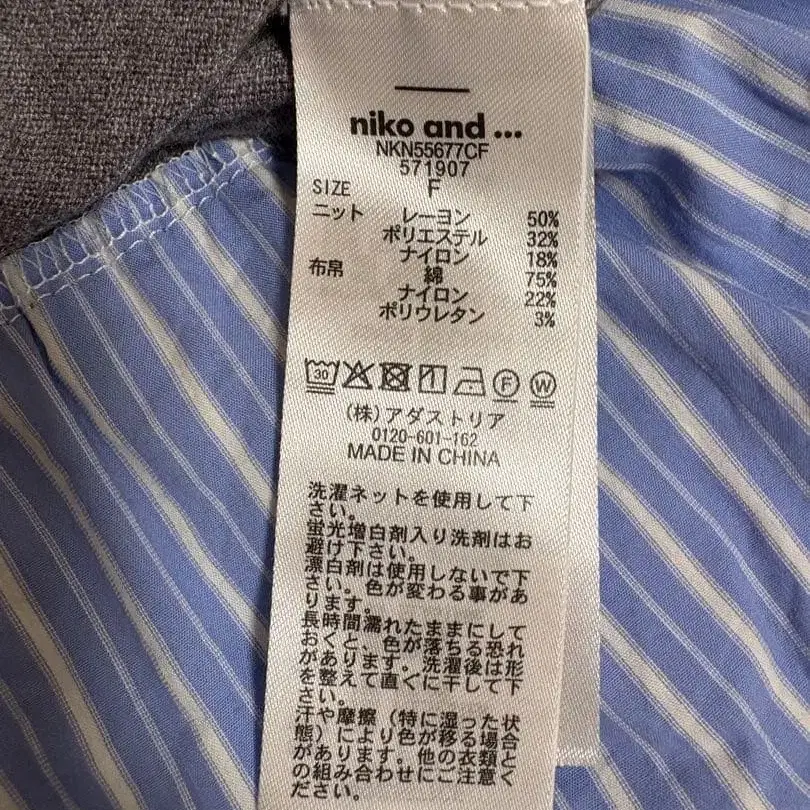 niko and ...
NKN55677CF
571907
SIZE F
ニット レーヨン 50%
ポリエステル 32%
ナイロン 18%
布帛 綿 75%
ナイロン 22%
ポリウレタン 3%
30 F W
(株)アダストリア
0120-601-162
MADE IN CHINA
洗濯ネットを使用して下
さい。
蛍光増白剤入り洗剤はお
避け下さい。
漂白剤は使用しないで下
さい。色が変わる事があ
ります。
長時間濡れたままにして
おくと、色が落ちる恐れ
があります。洗濯後は形
を整えて直ぐに干して下
さい。
汗や摩擦(特に湿った状
態)により色が移る場合
があります。他の衣類と
の組み合わせにご注意く
ださい。